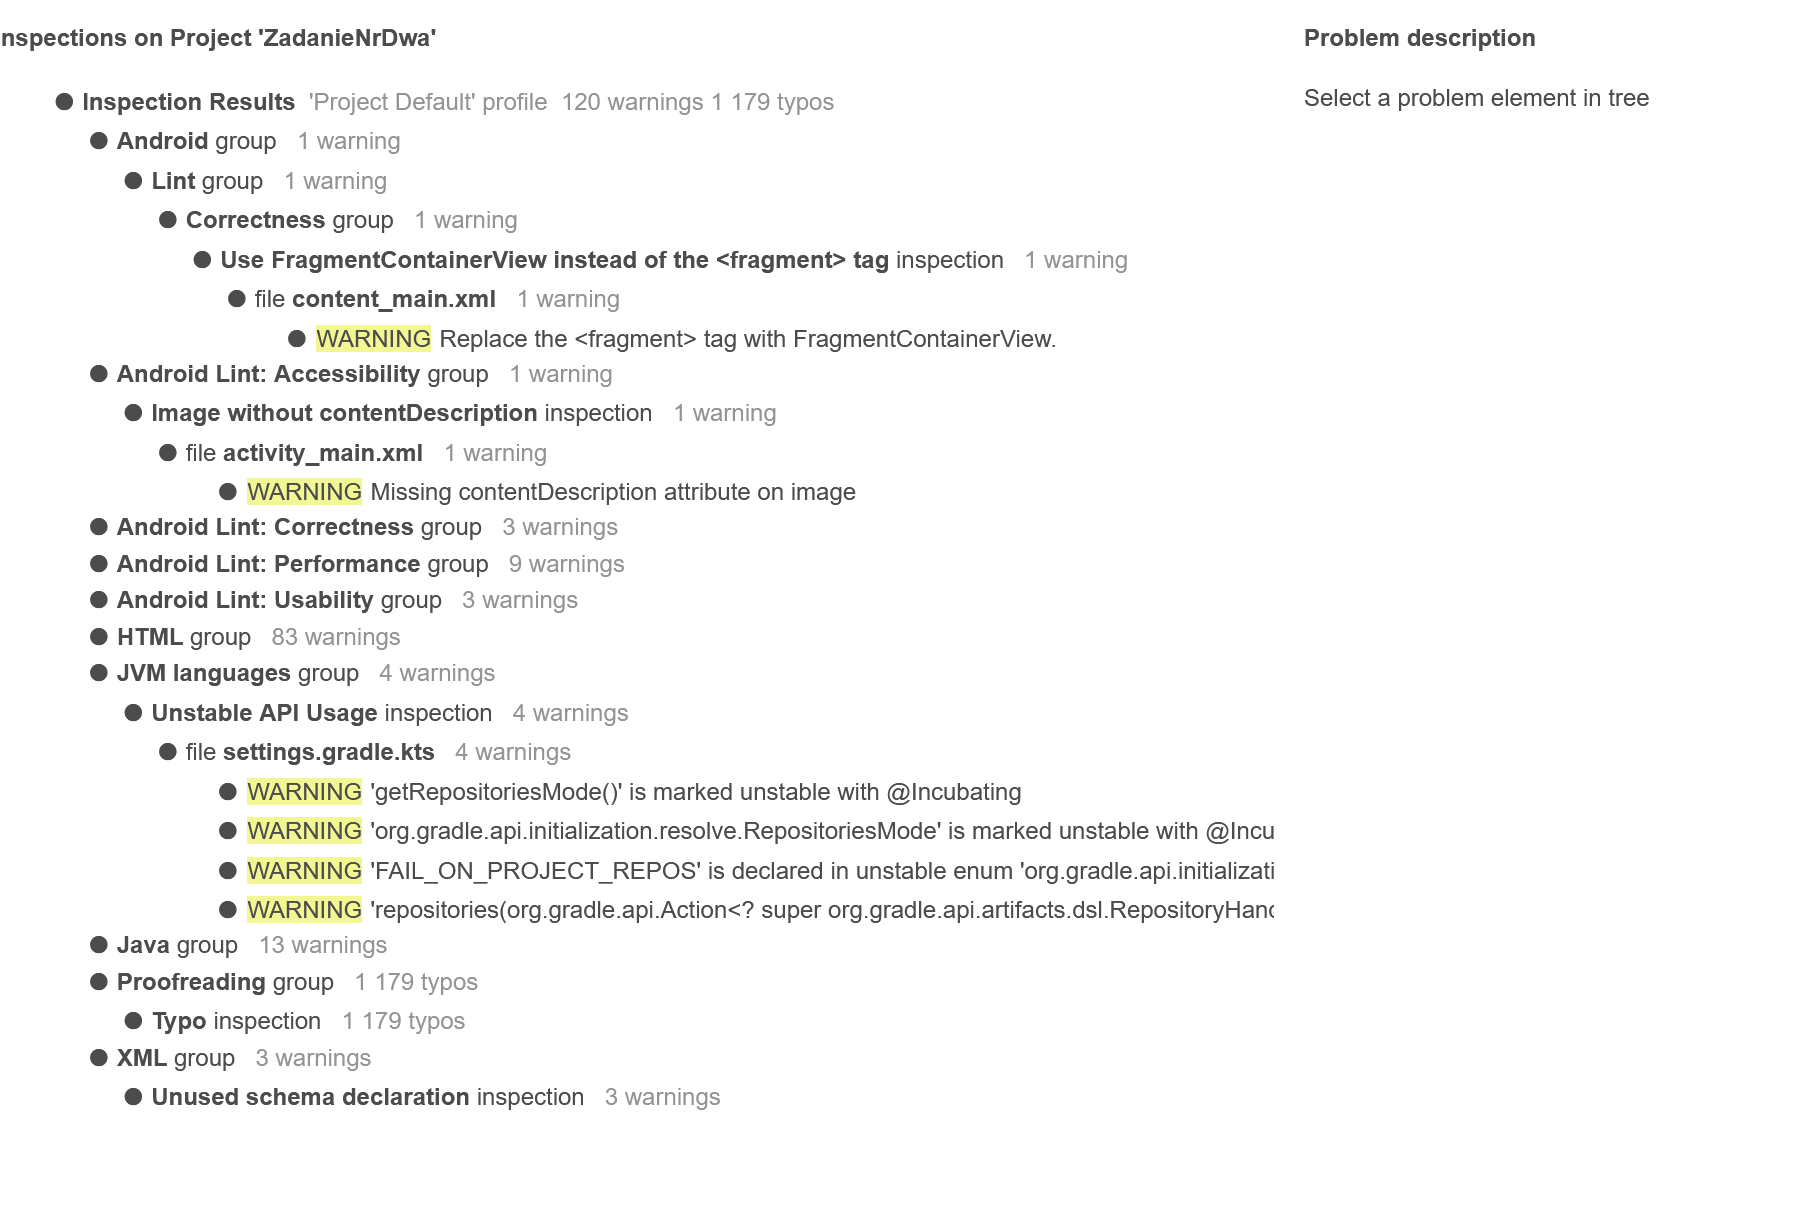 nspections on Project 'ZadanieNrDwa'
Problem description
Select a problem element in tree
Inspection Results 'Project Default' profile 120 warnings 1 179 typos
Android group 1 warning
Lint group 1 warning
Correctness group 1 warning
Use FragmentContainerView instead of the <fragment> tag inspection 1 warning
file content_main.xml 1 warning
WARNING Replace the <fragment> tag with FragmentContainerView.
Android Lint: Accessibility group 1 warning
Image without contentDescription inspection 1 warning
file activity_main.xml 1 warning
WARNING Missing contentDescription attribute on image
Android Lint: Correctness group 3 warnings
Android Lint: Performance group 9 warnings
Android Lint: Usability group 3 warnings
HTML group 83 warnings
JVM languages group 4 warnings
Unstable API Usage inspection 4 warnings
file settings.gradle.kts 4 warnings
WARNING 'getRepositoriesMode()' is marked unstable with @Incubating
WARNING 'org.gradle.api.initialization.resolve.RepositoriesMode' is marked unstable with @Incu
WARNING 'FAIL_ON_PROJECT_REPOS' is declared in unstable enum 'org.gradle.api.initializati
WARNING 'repositories(org.gradle.api.Action<? super org.gradle.api.artifacts.dsl.RepositoryHan
Java group 13 warnings
Proofreading group 1 179 typos
Typo inspection 1 179 typos
XML group 3 warnings
Unused schema declaration inspection 3 warnings